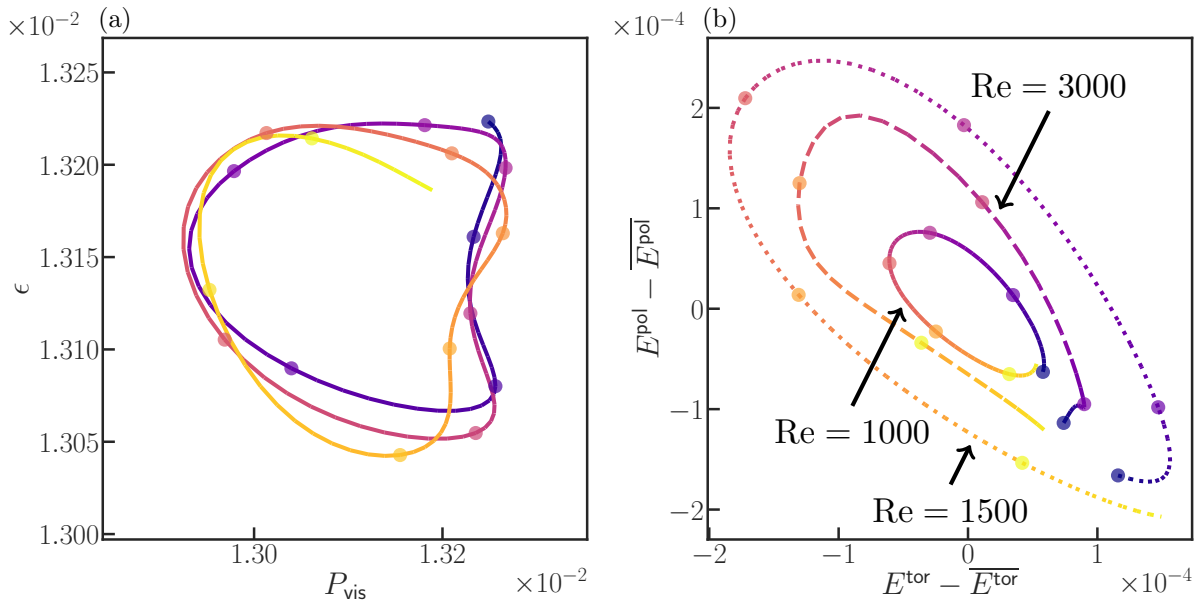 ×10⁻² (a)
1.325
1.320
1.315
1.310
1.305
1.300
ϵ
1.30 1.32
P_vis ×10⁻²
×10⁻⁴ (b)
2
1
0
−1
−2
E^pol − \overline{E^pol}
Re = 3000
Re = 1000
Re = 1500
−2 −1 0 1
E^tor − \overline{E^tor} ×10⁻⁴